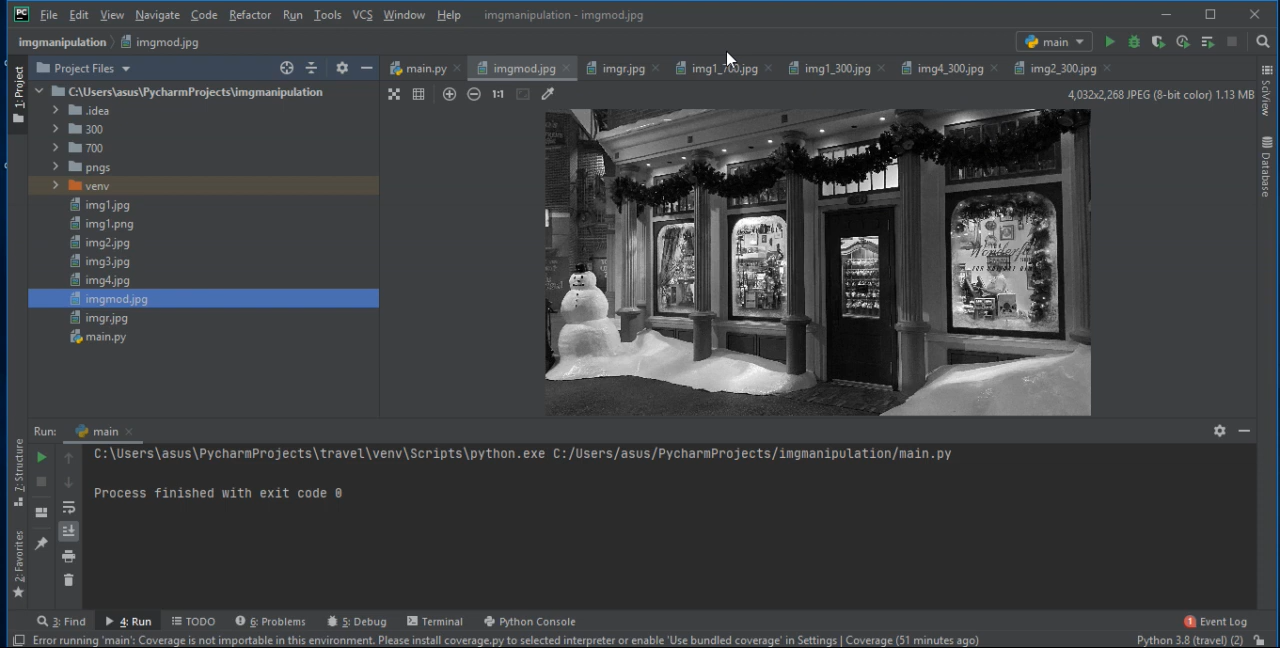 PC File Edit View Navigate Code Refactor Run Tools VCS Window Help imgmanipulation - imgmod.jpg
imgmanipulation imgmod.jpg main
1: Project
Project Files
main.py imgmod.jpg imgr.jpg img1_700.jpg img1_300.jpg img4_300.jpg img2_300.jpg
1:1
4,032x2,268 JPEG (8-bit color) 1.13 MB
C:\Users\asus\PycharmProjects\imgmanipulation
.idea
300
700
pngs
venv
img1.jpg
img1.png
img2.jpg
img3.jpg
img4.jpg
imgmod.jpg
imgr.jpg
main.py
Wonderful
SciView
Database
Run: main
C:\Users\asus\PycharmProjects\travel\venv\Scripts\python.exe C:/Users/asus/PycharmProjects/imgmanipulation/main.py
Process finished with exit code 0
Z: Structure
2: Favorites
3: Find 4: Run TODO 6: Problems 5: Debug Terminal Python Console 1 Event Log
Error running 'main': Coverage is not importable in this environment. Please install coverage.py to selected interpreter or enable 'Use bundled coverage' in Settings | Coverage (51 minutes ago) Python 3.8 (travel) (2)